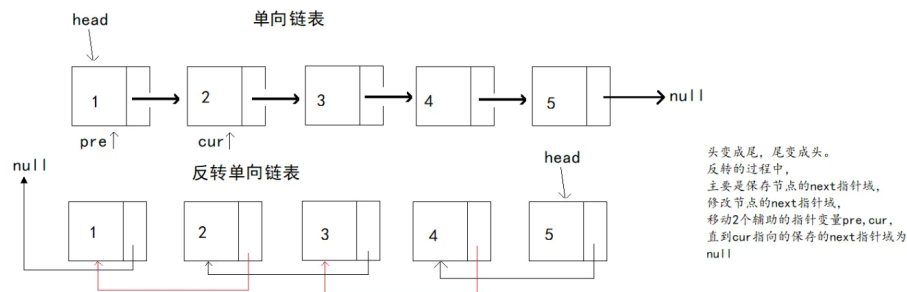 单向链表
head
1 2 3 4 5 null
pre cur
null
反转单向链表
head
1 2 3 4 5
头变成尾，尾变成头。
反转的过程中，
主要是保存节点的next指针域，
修改节点的next指针域，
移动2个辅助的指针变量pre,cur，
直到cur指向的保存的next指针域为
null